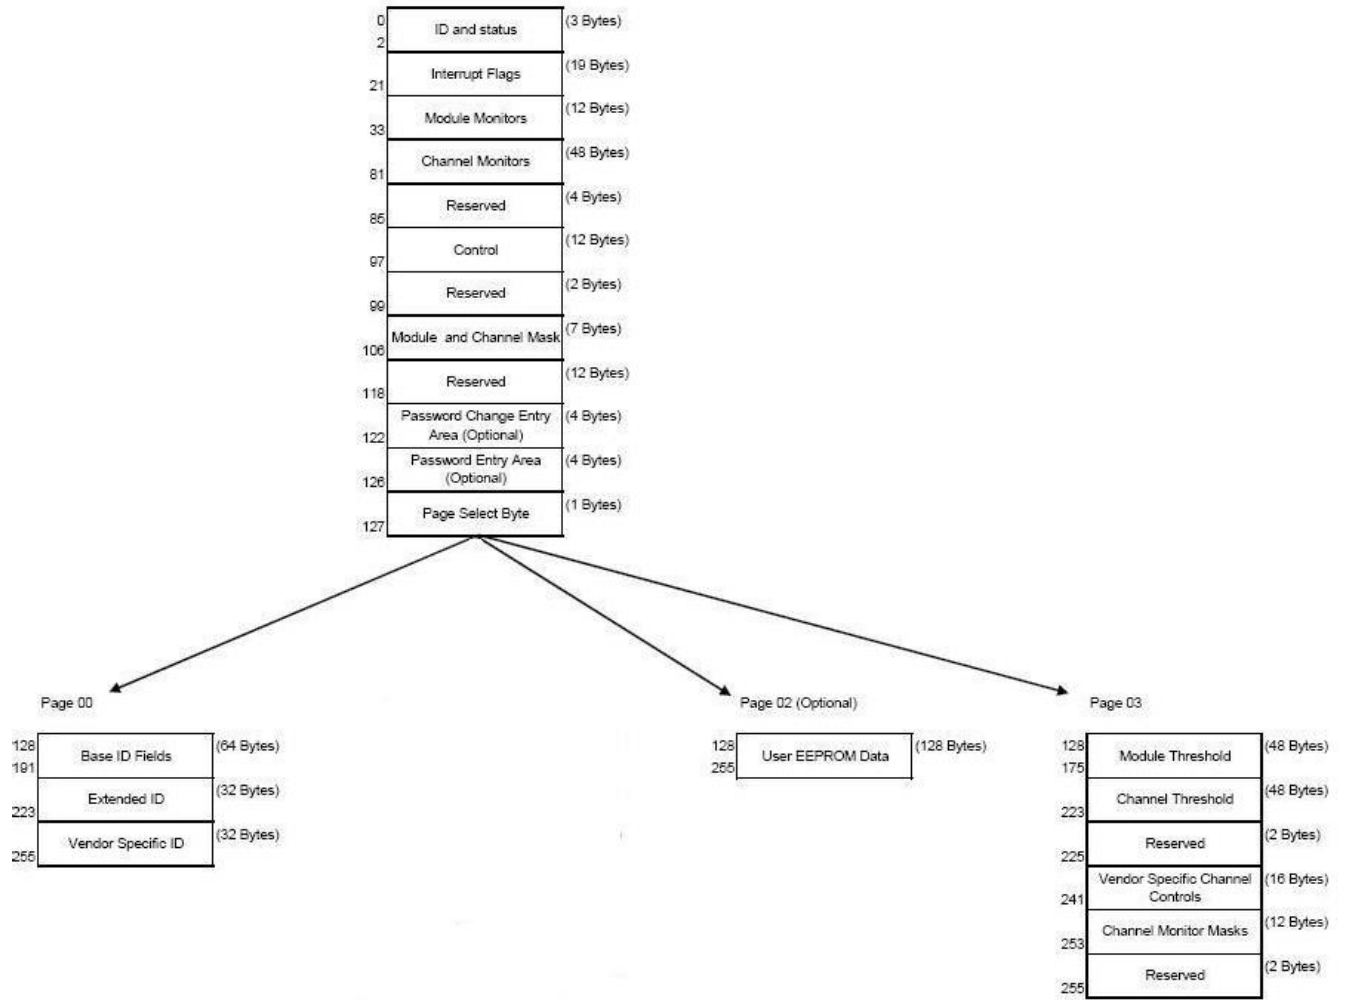 0
ID and status
(3 Bytes)
2
Interrupt Flags
(19 Bytes)
21
Module Monitors
(12 Bytes)
33
Channel Monitors
(48 Bytes)
81
Reserved
(4 Bytes)
85
Control
(12 Bytes)
97
Reserved
(2 Bytes)
99
Module and Channel Mask
(7 Bytes)
106
Reserved
(12 Bytes)
118
Password Change Entry
Area (Optional)
(4 Bytes)
122
Password Entry Area
(Optional)
(4 Bytes)
126
Page Select Byte
(1 Bytes)
127
Page 00
128
Base ID Fields
(64 Bytes)
191
Extended ID
(32 Bytes)
223
Vendor Specific ID
(32 Bytes)
255
Page 02 (Optional)
128
User EEPROM Data
(128 Bytes)
255
Page 03
128
Module Threshold
(48 Bytes)
175
Channel Threshold
(48 Bytes)
223
Reserved
(2 Bytes)
225
Vendor Specific Channel
Controls
(16 Bytes)
241
Channel Monitor Masks
(12 Bytes)
253
Reserved
(2 Bytes)
255